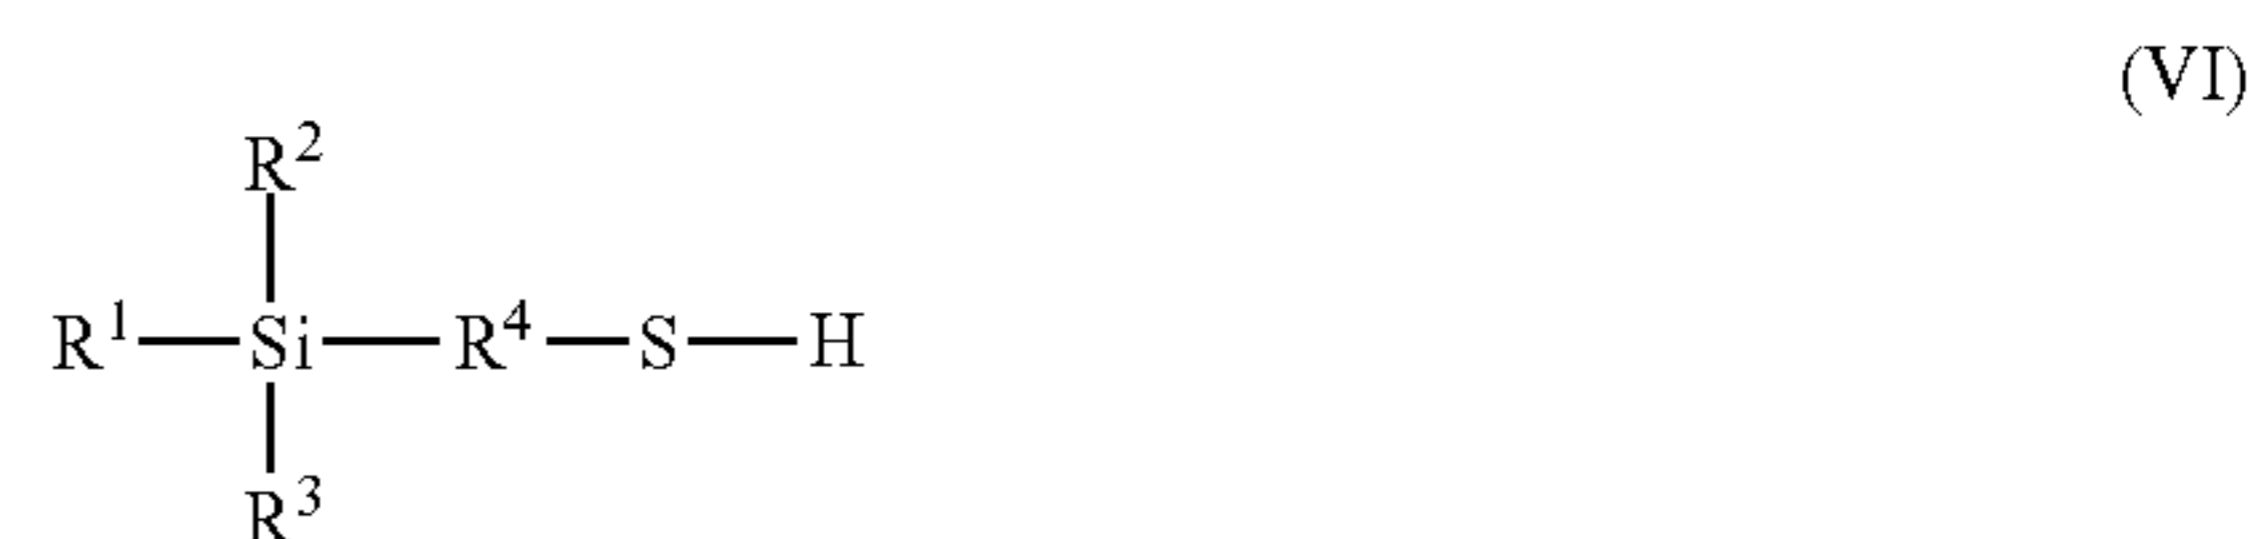 (VI)
R²
R¹—Si—R⁴—S—H
R³